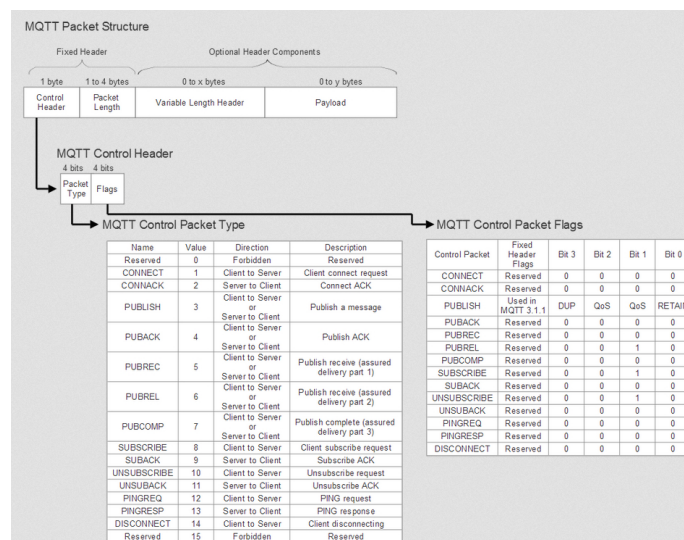 MQTT Packet Structure
Fixed Header Optional Header Components
1 byte 1 to 4 bytes 0 to x bytes 0 to y bytes
Control Header Packet Length Variable Length Header Payload
MQTT Control Header
4 bits 4 bits
Packet Type Flags
MQTT Control Packet Type
Name Value Direction Description
Reserved 0 Forbidden Reserved
CONNECT 1 Client to Server Client connect request
CONNACK 2 Server to Client Connect ACK
PUBLISH 3 Client to Server or Server to Client Publish a message
PUBACK 4 Client to Server or Server to Client Publish ACK
PUBREC 5 Client to Server or Server to Client Publish receive (assured delivery part 1)
PUBREL 6 Client to Server or Server to Client Publish receive (assured delivery part 2)
PUBCOMP 7 Client to Server or Server to Client Publish complete (assured delivery part 3)
SUBSCRIBE 8 Client to Server Client subscribe request
SUBACK 9 Server to Client Subscribe ACK
UNSUBSCRIBE 10 Client to Server Unsubscribe request
UNSUBACK 11 Server to Client Unsubscribe ACK
PINGREQ 12 Client to Server PING request
PINGRESP 13 Server to Client PING response
DISCONNECT 14 Client to Server Client disconnecting
Reserved 15 Forbidden Reserved
MQTT Control Packet Flags
Control Packet Fixed Header Flags Bit 3 Bit 2 Bit 1 Bit 0
CONNECT Reserved 0 0 0 0
CONNACK Reserved 0 0 0 0
PUBLISH Used in MQTT 3.1.1 DUP QoS QoS RETAIN
PUBACK Reserved 0 0 0 0
PUBREC Reserved 0 0 0 0
PUBREL Reserved 0 0 1 0
PUBCOMP Reserved 0 0 0 0
SUBSCRIBE Reserved 0 0 1 0
SUBACK Reserved 0 0 0 0
UNSUBSCRIBE Reserved 0 0 1 0
UNSUBACK Reserved 0 0 0 0
PINGREQ Reserved 0 0 0 0
PINGRESP Reserved 0 0 0 0
DISCONNECT Reserved 0 0 0 0